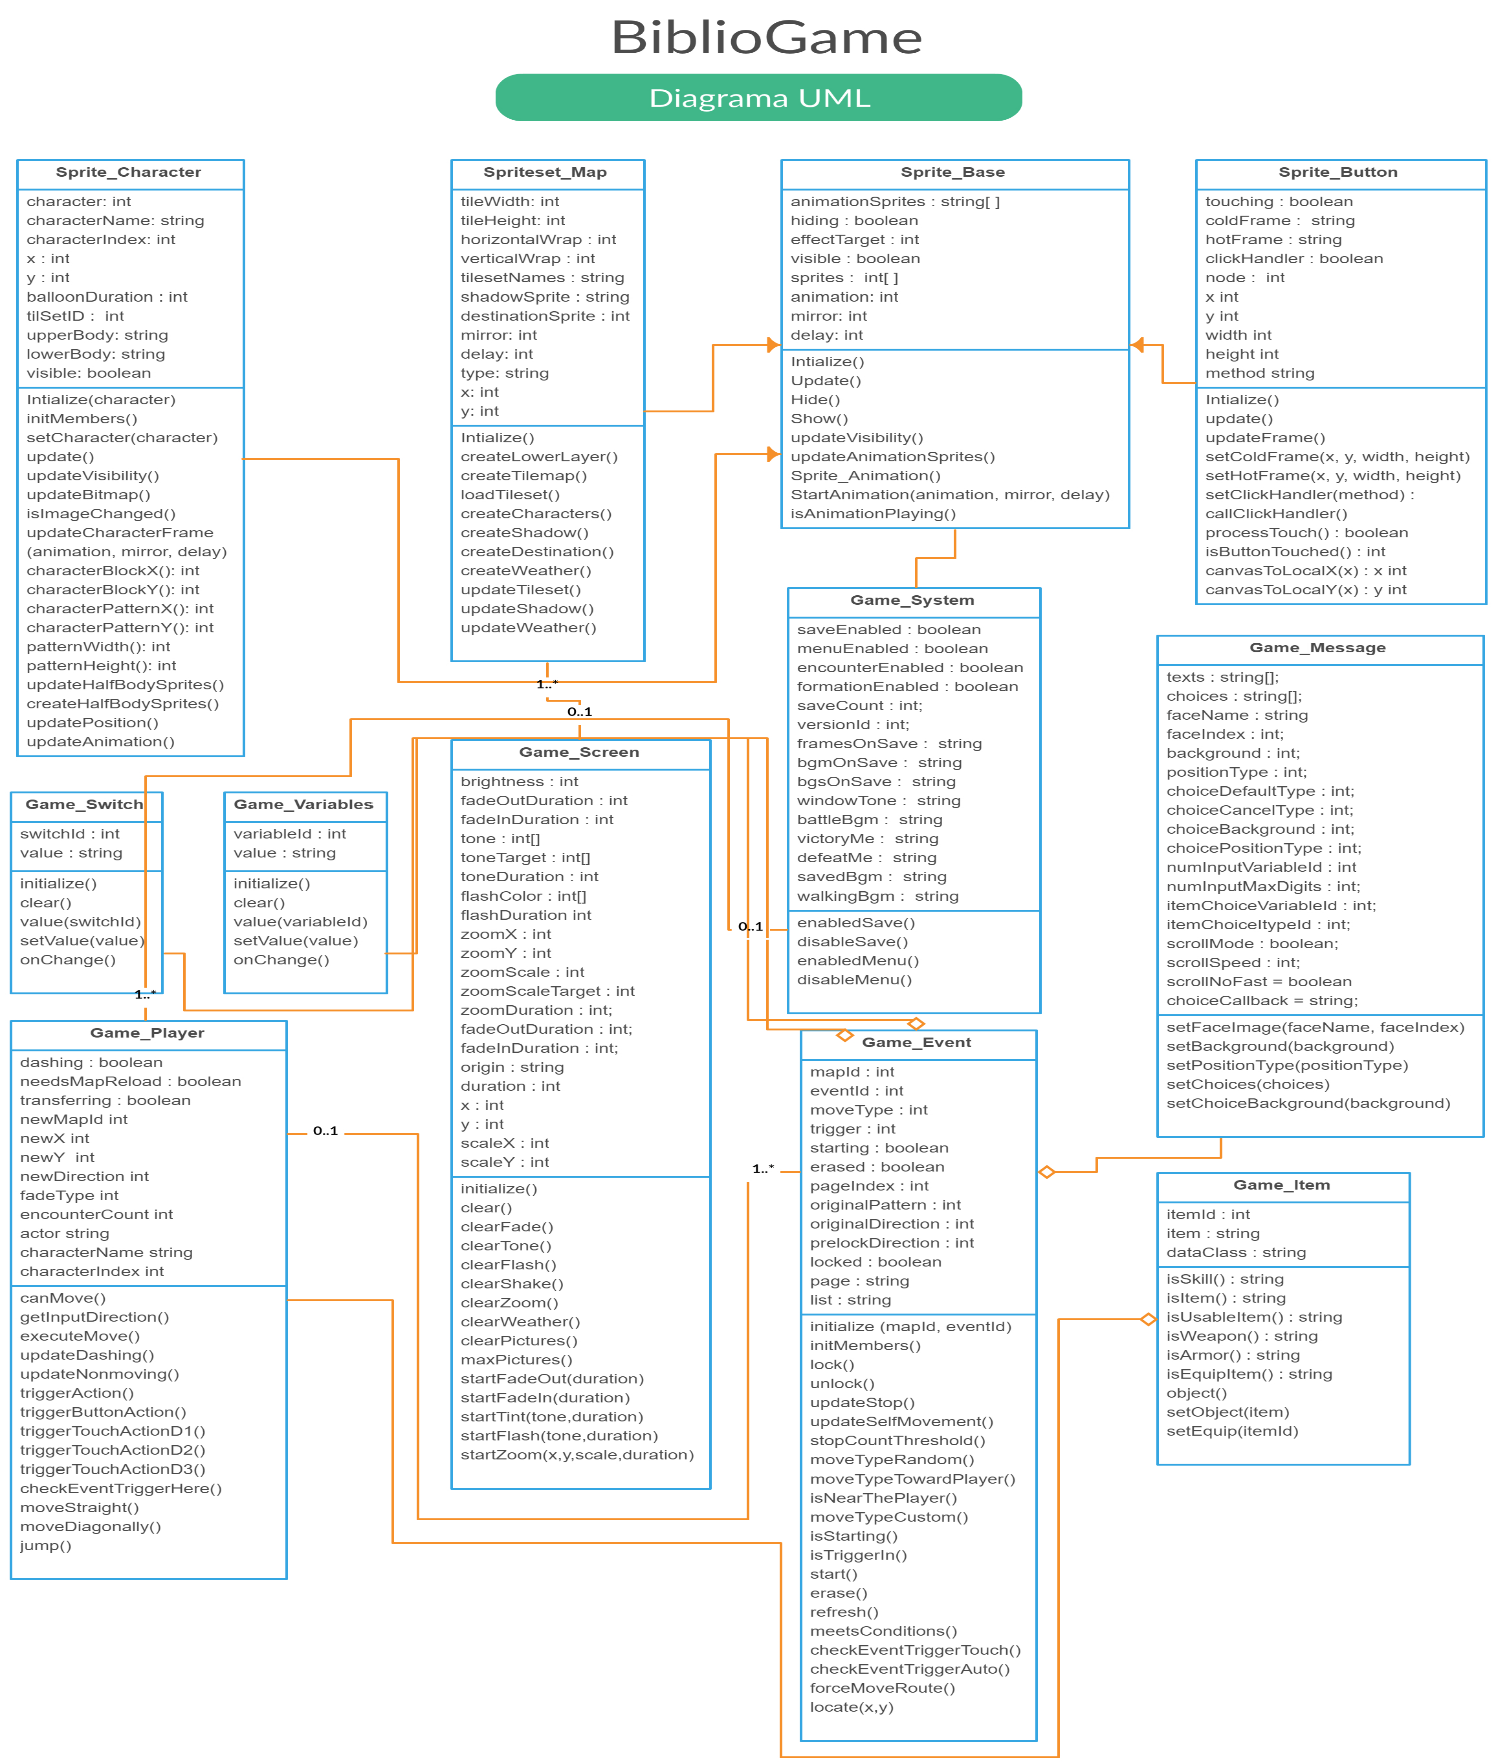 BiblioGame
Diagrama UML
Sprite_Character
character: int
characterName: string
characterIndex: int
x : int
y : int
balloonDuration : int
tilSetID :  int
upperBody: string
lowerBody: string
visible: boolean
Intialize(character)
initMembers()
setCharacter(character)
update()
updateVisibility()
updateBitmap()
isImageChanged()
updateCharacterFrame
(animation, mirror, delay)
characterBlockX(): int
characterBlockY(): int
characterPatternX(): int
characterPatternY(): int
patternWidth(): int
patternHeight(): int
updateHalfBodySprites()
createHalfBodySprites()
updatePosition()
updateAnimation()
Spriteset_Map
tileWidth: int
tileHeight: int
horizontalWrap : int
verticalWrap : int
tilesetNames : string
shadowSprite : string
destinationSprite : int
mirror: int
delay: int
type: string
x: int
y: int
Intialize()
createLowerLayer()
createTilemap()
loadTileset()
createCharacters()
createShadow()
createDestination()
createWeather()
updateTileset()
updateShadow()
updateWeather()
Sprite_Base
animationSprites : string[ ]
hiding : boolean
effectTarget : int
visible : boolean
sprites :  int[ ]
animation: int
mirror: int
delay: int
Intialize()
Update()
Hide()
Show()
updateVisibility()
updateAnimationSprites()
Sprite_Animation()
StartAnimation(animation, mirror, delay)
isAnimationPlaying()
Sprite_Button
touching : boolean
coldFrame :  string
hotFrame : string
clickHandler : boolean
node :  int
x int
y int
width int
height int
method string
Intialize()
update()
updateFrame()
setColdFrame(x, y, width, height)
setHotFrame(x, y, width, height)
setClickHandler(method) :
callClickHandler()
processTouch() : boolean
isButtonTouched() : int
canvasToLocalX(x) : x int
canvasToLocalY(x) : y int
1..*
0..1
Game_System
saveEnabled : boolean
menuEnabled : boolean
encounterEnabled : boolean
formationEnabled : boolean
saveCount : int;
versionId : int;
framesOnSave :  string
bgmOnSave :  string
bgsOnSave :  string
windowTone :  string
battleBgm :  string
victoryMe :  string
defeatMe :  string
savedBgm :  string
walkingBgm :  string
enabledSave()
disableSave()
enabledMenu()
disableMenu()
0..1
Game_Message
texts : string[];
choices : string[];
faceName : string
faceIndex : int;
background : int;
positionType : int;
choiceDefaultType : int;
choiceCancelType : int;
choiceBackground : int;
choicePositionType : int;
numInputVariableId : int
numInputMaxDigits : int;
itemChoiceVariableId : int;
itemChoiceItypeId : int;
scrollMode : boolean;
scrollSpeed : int;
scrollNoFast = boolean
choiceCallback = string;
setFaceImage(faceName, faceIndex)
setBackground(background)
setPositionType(positionType)
setChoices(choices)
setChoiceBackground(background)
Game_Switch
switchId : int
value : string
initialize()
clear()
value(switchId)
setValue(value)
onChange()
1..*
Game_Variables
variableId : int
value : string
initialize()
clear()
value(variableId)
setValue(value)
onChange()
Game_Screen
brightness : int
fadeOutDuration : int
fadeInDuration : int
tone : int[]
toneTarget : int[]
toneDuration : int
flashColor : int[]
flashDuration int
zoomX : int
zoomY : int
zoomScale : int
zoomScaleTarget : int
zoomDuration : int;
fadeOutDuration : int;
fadeInDuration : int;
origin : string
duration : int
x : int
y : int
scaleX : int
scaleY : int
initialize()
clear()
clearFade()
clearTone()
clearFlash()
clearShake()
clearZoom()
clearWeather()
clearPictures()
maxPictures()
startFadeOut(duration)
startFadeIn(duration)
startTint(tone,duration)
startFlash(tone,duration)
startZoom(x,y,scale,duration)
Game_Player
dashing : boolean
needsMapReload : boolean
transferring : boolean
newMapId int
newX int
newY  int
newDirection int
fadeType int
encounterCount int
actor string
characterName string
characterIndex int
canMove()
getInputDirection()
executeMove()
updateDashing()
updateNonmoving()
triggerAction()
triggerButtonAction()
triggerTouchActionD1()
triggerTouchActionD2()
triggerTouchActionD3()
checkEventTriggerHere()
moveStraight()
moveDiagonally()
jump()
0..1
1..*
Game_Event
mapId : int
eventId : int
moveType : int
trigger : int
starting : boolean
erased : boolean
pageIndex : int
originalPattern : int
originalDirection : int
prelockDirection : int
locked : boolean
page : string
list : string
initialize (mapId, eventId)
initMembers()
lock()
unlock()
updateStop()
updateSelfMovement()
stopCountThreshold()
moveTypeRandom()
moveTypeTowardPlayer()
isNearThePlayer()
moveTypeCustom()
isStarting()
isTriggerIn()
start()
erase()
refresh()
meetsConditions()
checkEventTriggerTouch()
checkEventTriggerAuto()
forceMoveRoute()
locate(x,y)
Game_Item
itemId : int
item : string
dataClass : string
isSkill() : string
isItem() : string
isUsableItem() : string
isWeapon() : string
isArmor() : string
isEquipItem() : string
object()
setObject(item)
setEquip(itemId)